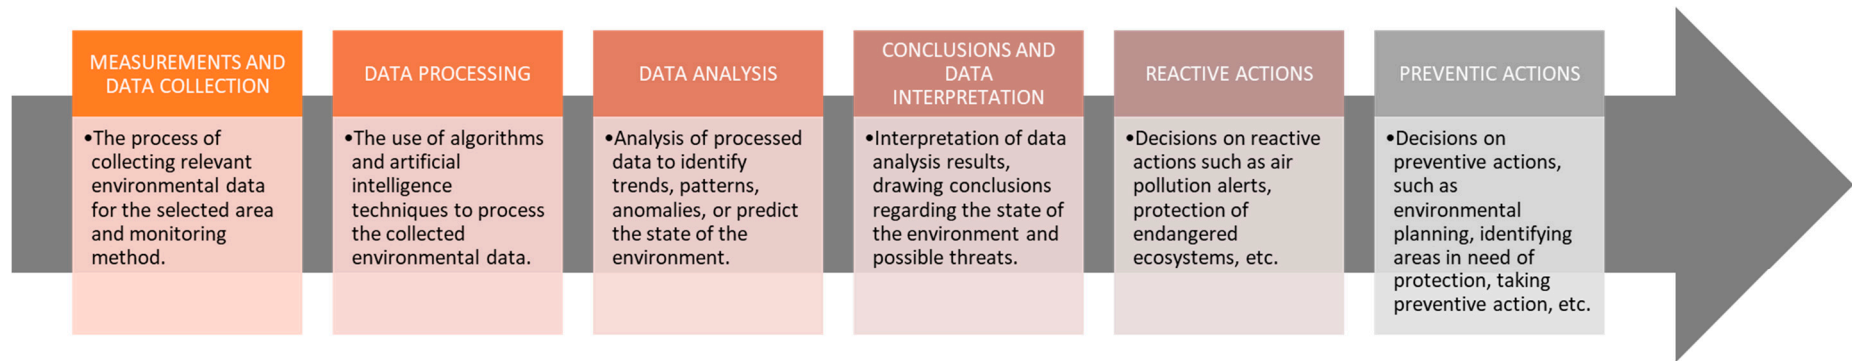 MEASUREMENTS AND
DATA COLLECTION
•The process of
collecting relevant
environmental data
for the selected area
and monitoring
method.
DATA PROCESSING
•The use of algorithms
and artificial
intelligence
techniques to process
the collected
environmental data.
DATA ANALYSIS
•Analysis of processed
data to identify
trends, patterns,
anomalies, or predict
the state of the
environment.
CONCLUSIONS AND
DATA
INTERPRETATION
•Interpretation of data
analysis results,
drawing conclusions
regarding the state of
the environment and
possible threats.
REACTIVE ACTIONS
•Decisions on reactive
actions such as air
pollution alerts,
protection of
endangered
ecosystems, etc.
PREVENTIC ACTIONS
•Decisions on
preventive actions,
such as
environmental
planning, identifying
areas in need of
protection, taking
preventive action, etc.